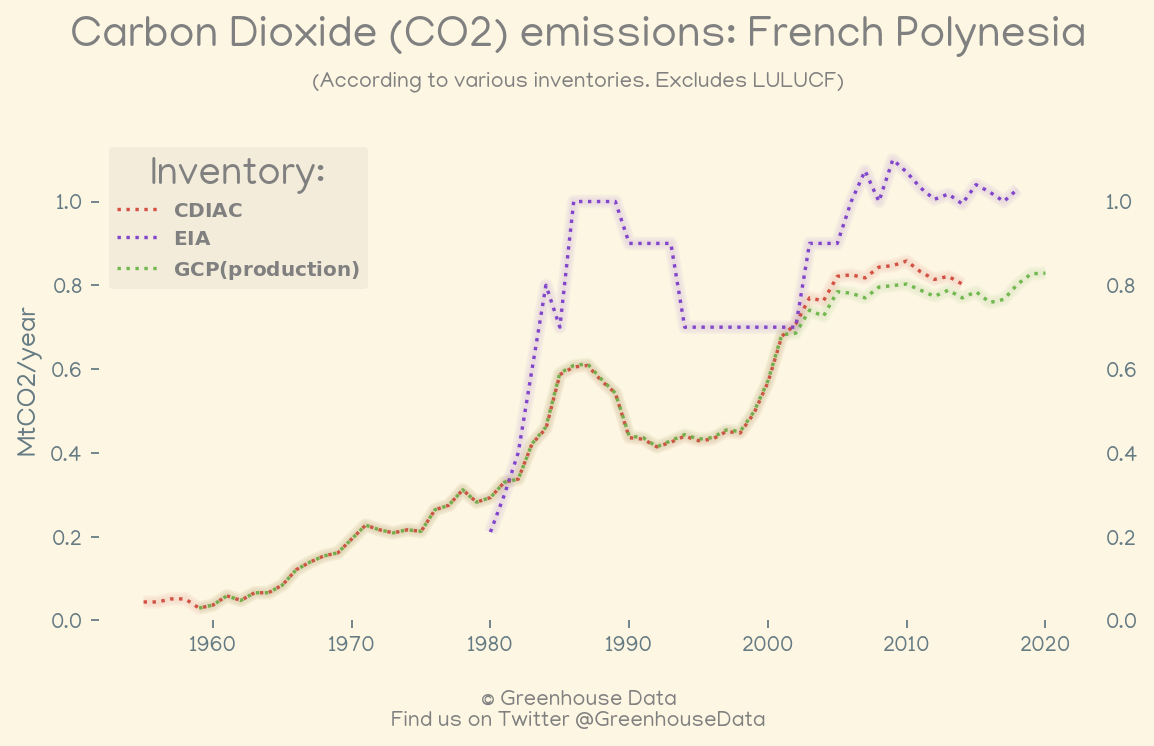 Carbon Dioxide (CO2) emissions: French Polynesia
(According to various inventories. Excludes LULUCF)
Inventory:
CDIAC
EIA
GCP(production)
MtCO2/year
1.0
0.8
0.6
0.4
0.2
0.0
1.0
0.8
0.6
0.4
0.2
0.0
1960 1970 1980 1990 2000 2010 2020
© Greenhouse Data
Find us on Twitter @GreenhouseData